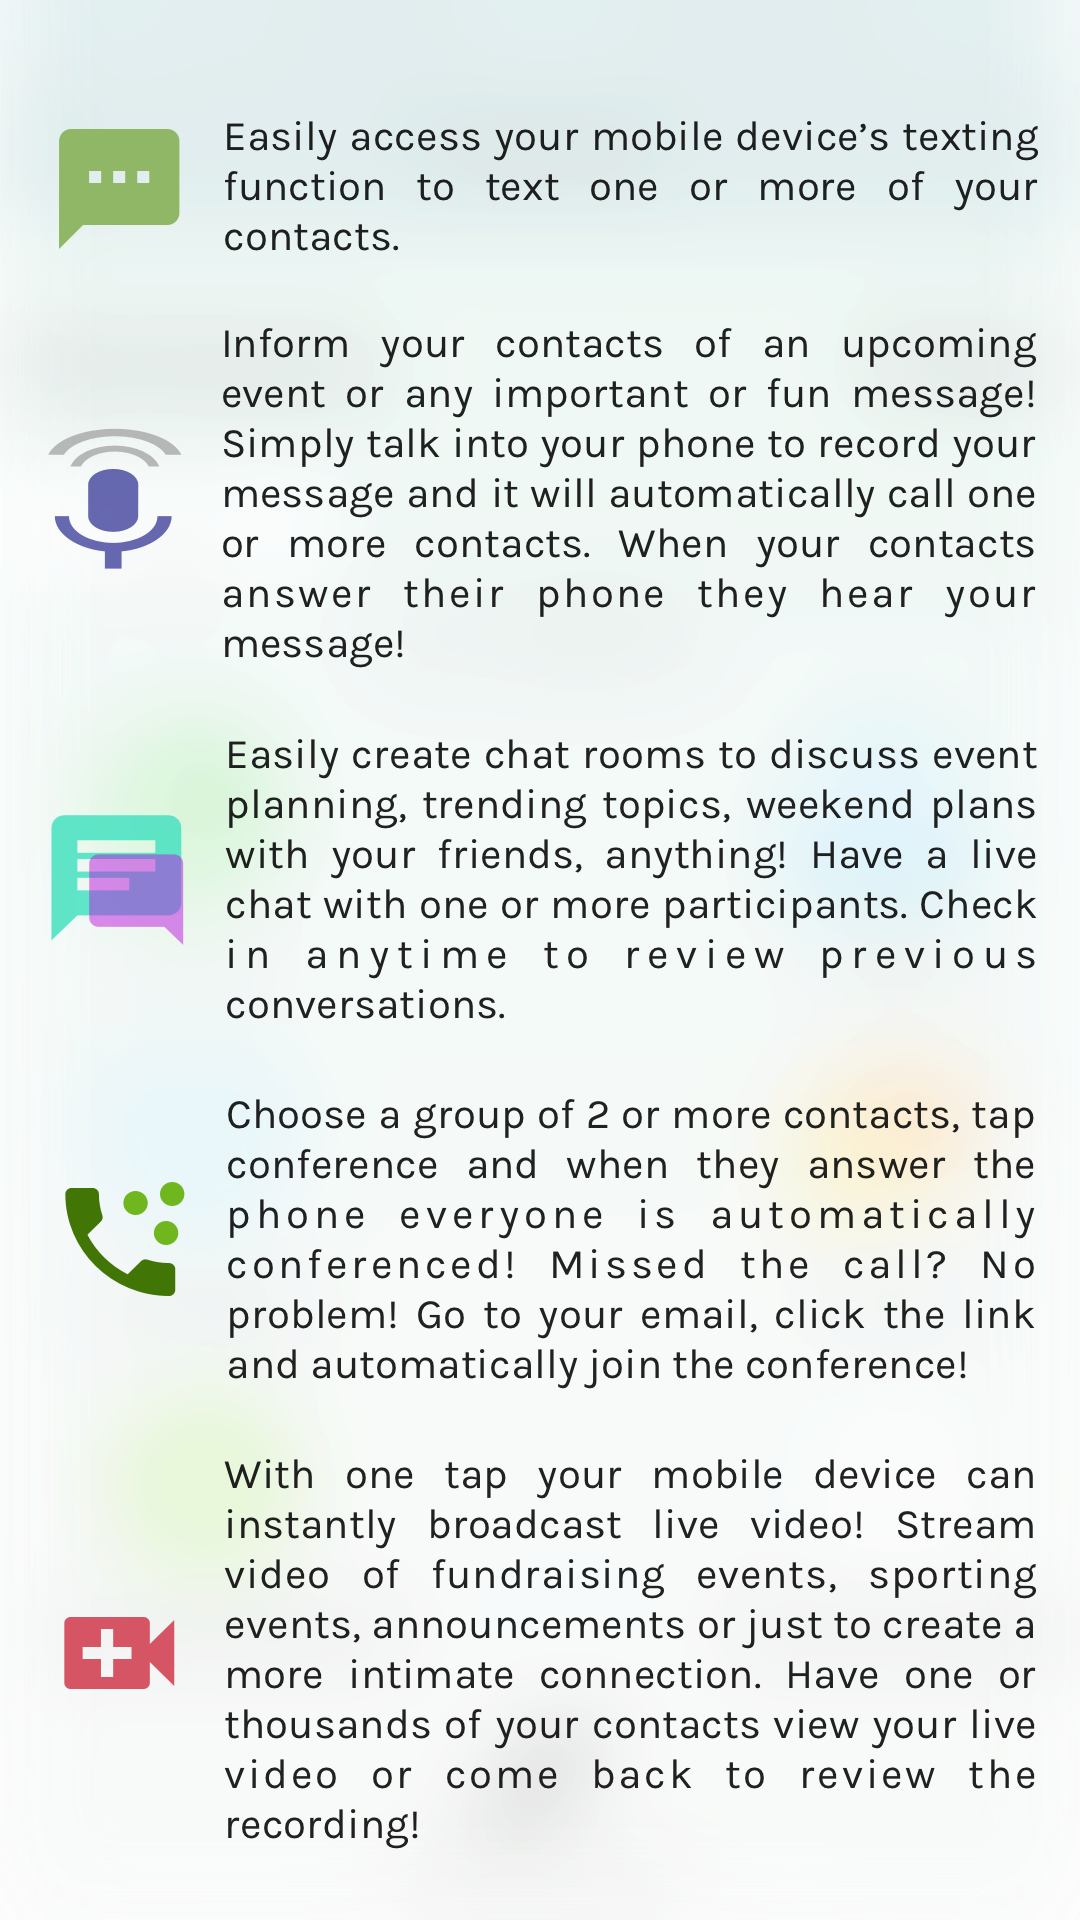 Easily access your mobile device’s texting
function to text one or more of your
contacts.
Inform your contacts of an upcoming
event or any important or fun message!
Simply talk into your phone to record your
message and it will automatically call one
or more contacts. When your contacts
answer their phone they hear your
message!
Easily create chat rooms to discuss event
planning, trending topics, weekend plans
with your friends, anything! Have a live
chat with one or more participants. Check
in anytime to review previous
conversations.
Choose a group of 2 or more contacts, tap
conference and when they answer the
phone everyone is automatically
conferenced! Missed the call? No
problem! Go to your email, click the link
and automatically join the conference!
With one tap your mobile device can
instantly broadcast live video! Stream
video of fundraising events, sporting
events, announcements or just to create a
more intimate connection. Have one or
thousands of your contacts view your live
video or come back to review the
recording!